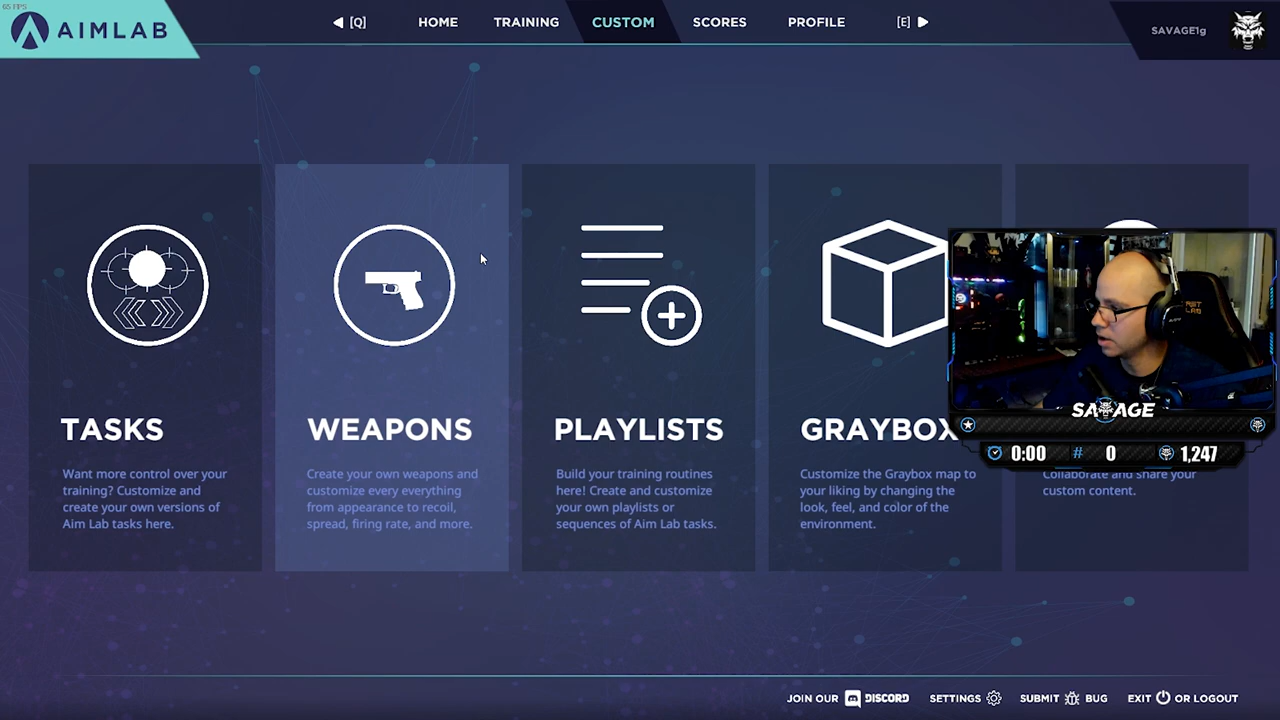 65 FPS
AIMLAB
[Q]
HOME
TRAINING
CUSTOM
SCORES
PROFILE
[E]
SAVAGE1g
TASKS
Want more control over your
training? Customize and
create your own versions of
Aim Lab tasks here.
WEAPONS
Create your own weapons and
customize every everything
from appearance to recoil,
spread, firing rate, and more.
PLAYLISTS
Build your training routines
here! Create and customize
your own playlists or
sequences of Aim Lab tasks.
GRAYBOX
Customize the Graybox map to
your liking by changing the
look, feel, and color of the
environment.
Collaborate and share your
custom content.
SAVAGE
0:00
# 0
1,247
JOIN OUR DISCORD
SETTINGS
SUBMIT BUG
EXIT OR LOGOUT